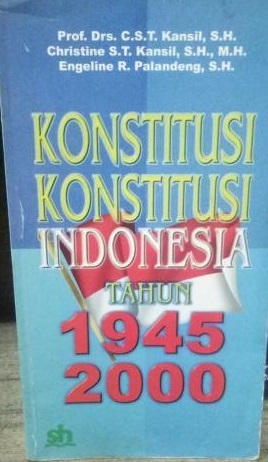 Prof. Drs. C.S.T. Kansil, S.H.
Christine S.T. Kansil, S.H., M.H.
Engeline R. Palandeng, S.H.
KONSTITUSI
KONSTITUSI
INDONESIA
TAHUN
1945
2000
sh